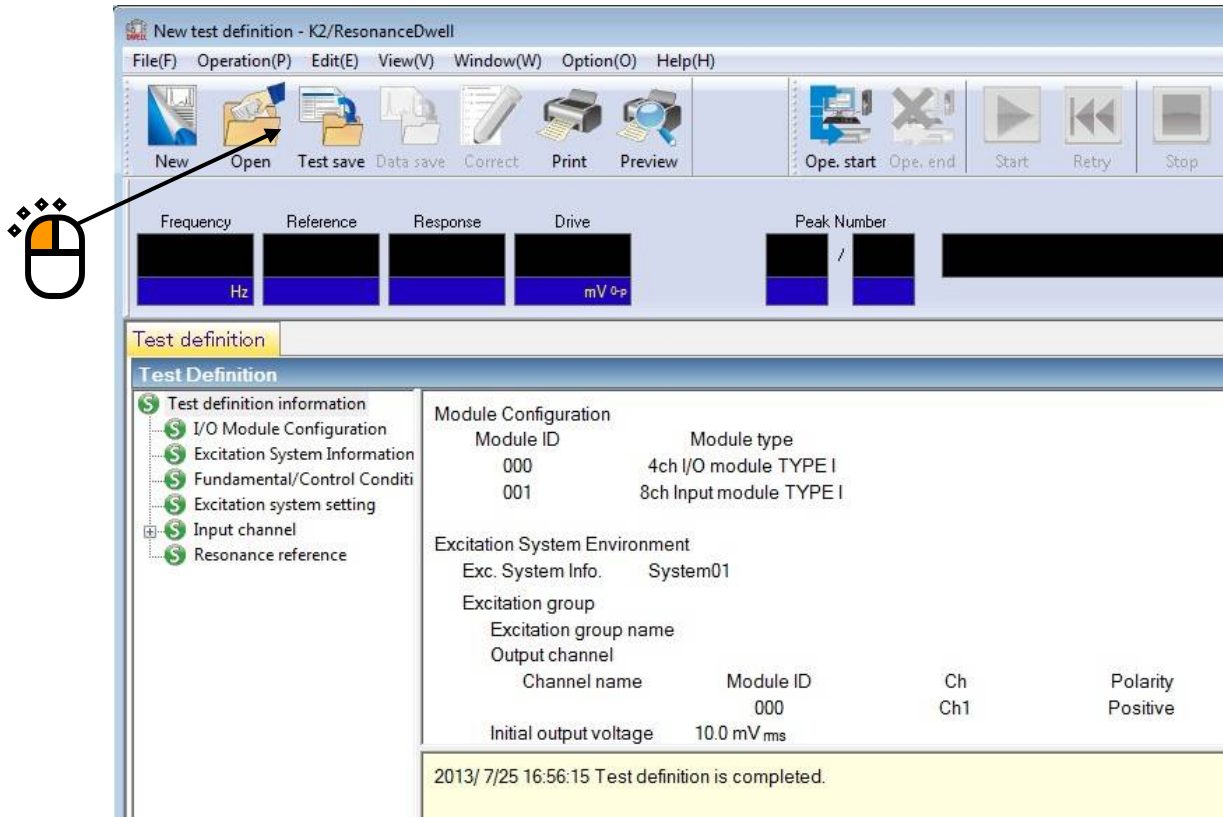 New test definition - K2/ResonanceDwell
File(F) Operation(P) Edit(E) View(V) Window(W) Option(O) Help(H)
New Open Test save Data save Correct Print Preview Ope. start Ope. end Start Retry Stop
Frequency Reference Response Drive Peak Number
/
Hz mV 0-p
Test definition
Test Definition
Test definition information
I/O Module Configuration
Excitation System Information
Fundamental/Control Conditi
Excitation system setting
Input channel
Resonance reference
Module Configuration
Module ID Module type
000 4ch I/O module TYPE I
001 8ch Input module TYPE I
Excitation System Environment
Exc. System Info. System01
Excitation group
Excitation group name
Output channel
Channel name Module ID Ch Polarity
000 Ch1 Positive
Initial output voltage 10.0 mV rms
2013/ 7/25 16:56:15 Test definition is completed.